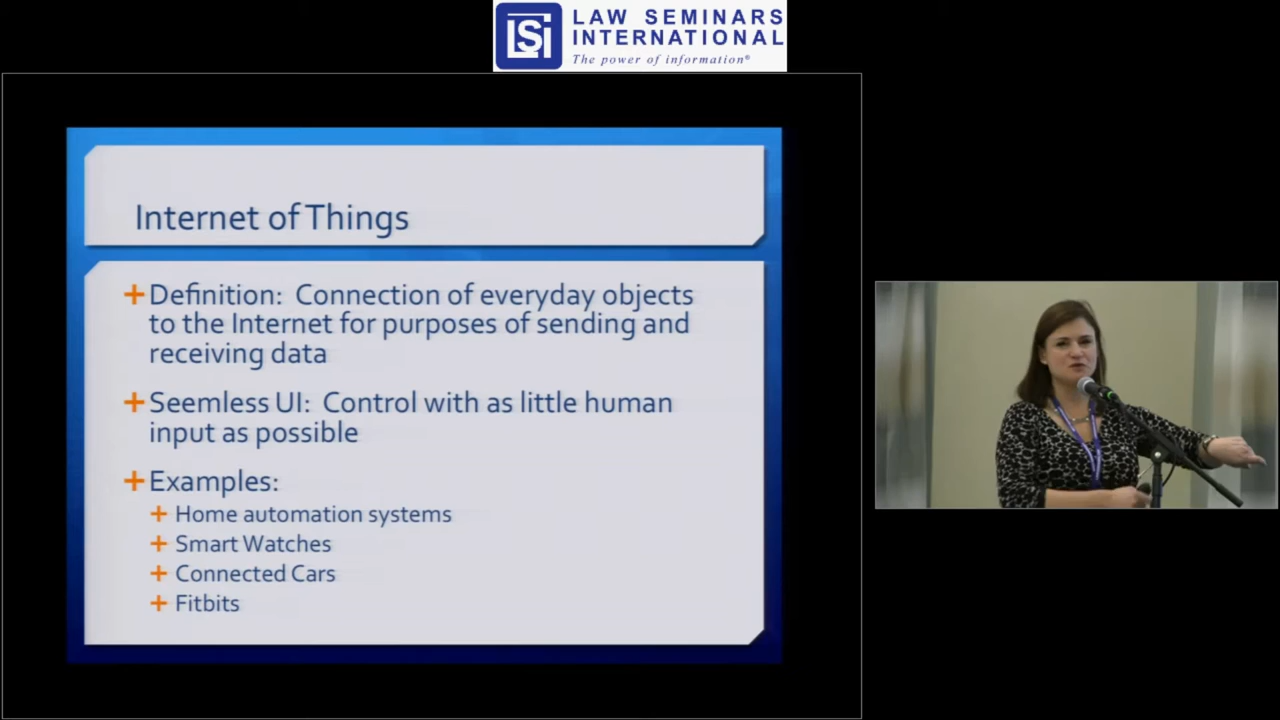 LSI
LAW SEMINARS
INTERNATIONAL
The power of information®
Internet of Things
Definition: Connection of everyday objects
to the Internet for purposes of sending and
receiving data
Seemless UI: Control with as little human
input as possible
Examples:
Home automation systems
Smart Watches
Connected Cars
Fitbits